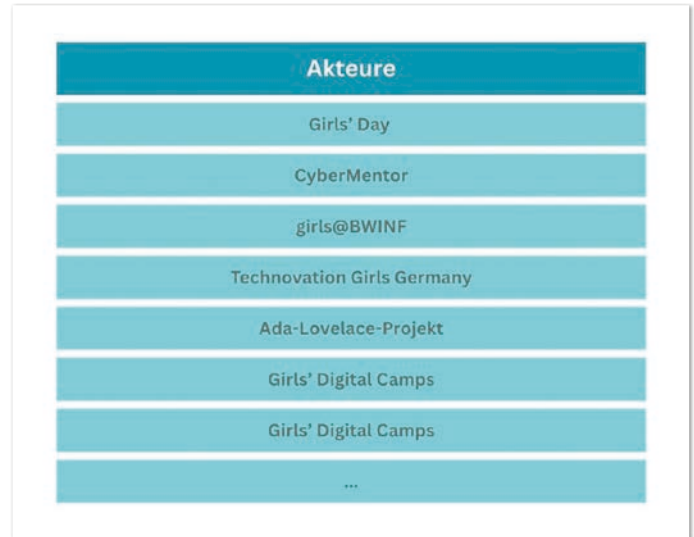 Akteure
Girls' Day
CyberMentor
girls@BWINF
Technovation Girls Germany
Ada-Lovelace-Projekt
Girls' Digital Camps
Girls' Digital Camps
...